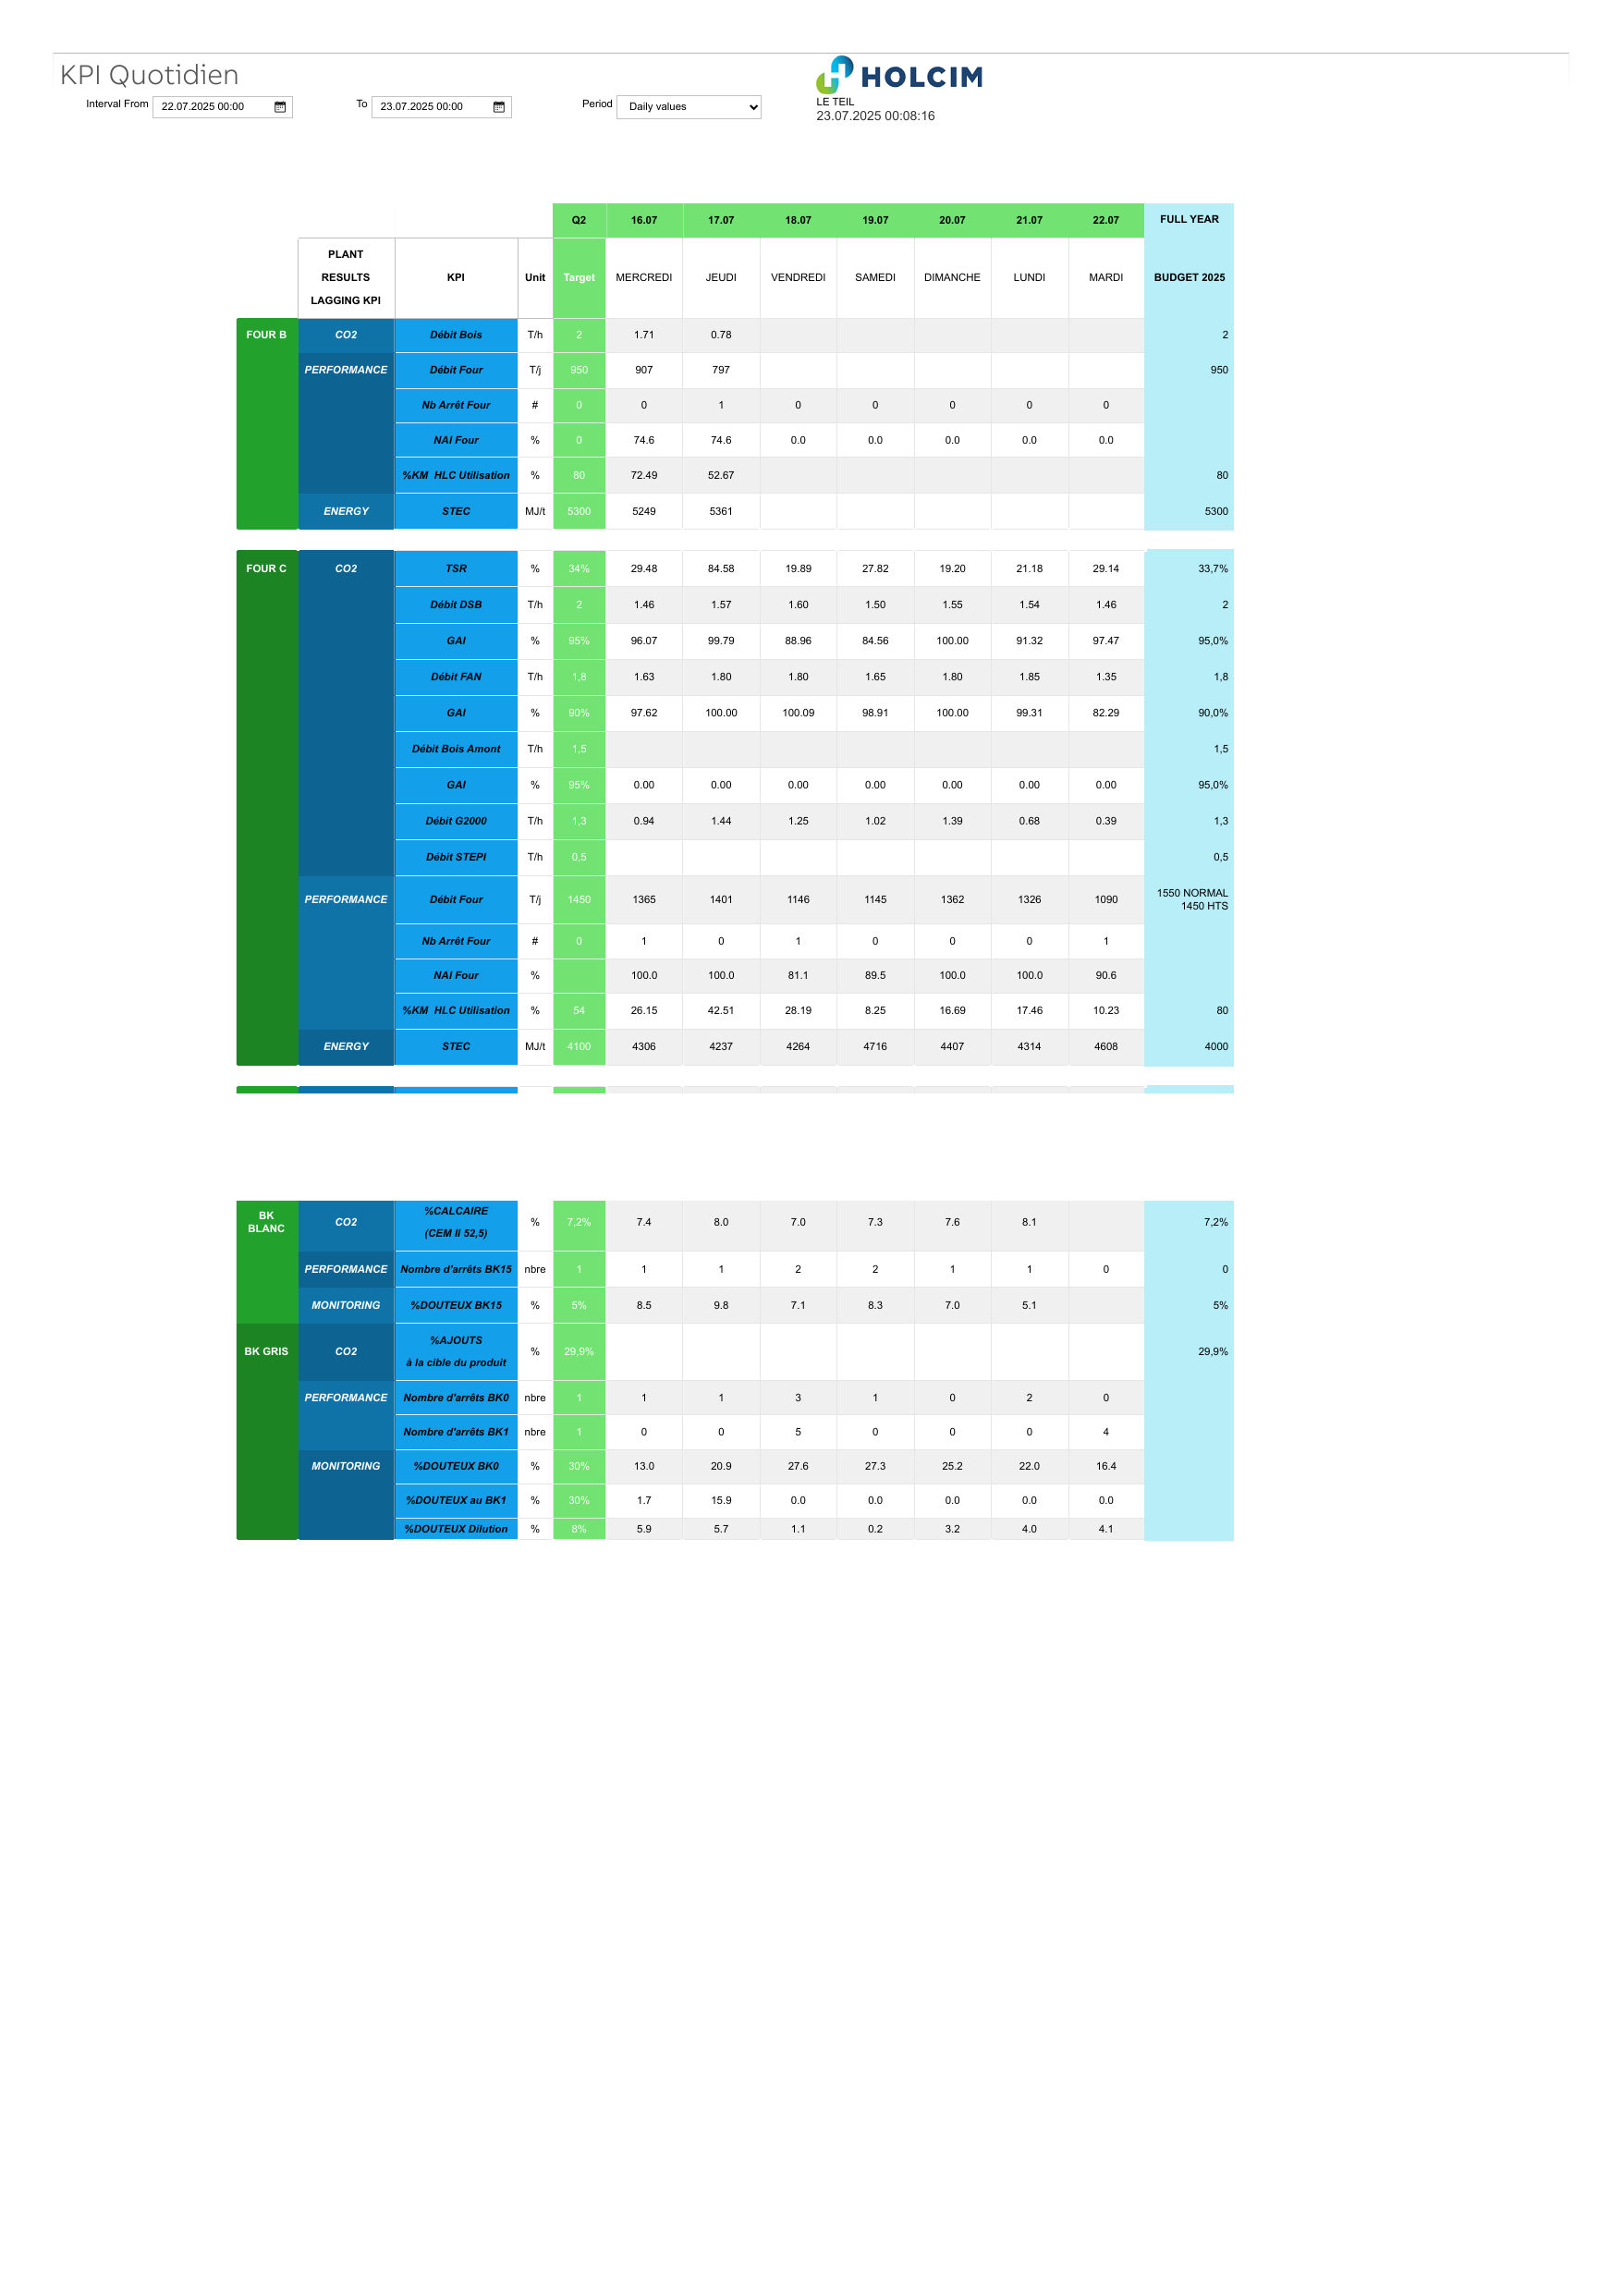 KPI Quotidien
HOLCIM
Interval From 22.07.2025 00:00 To 23.07.2025 00:00 Period Daily values LE TEIL
23.07.2025 00:08:16
Q2 16.07 17.07 18.07 19.07 20.07 21.07 22.07 FULL YEAR
PLANT
RESULTS KPI Unit Target MERCREDI JEUDI VENDREDI SAMEDI DIMANCHE LUNDI MARDI BUDGET 2025
LAGGING KPI
FOUR B CO2 Débit Bois T/h 2 1.71 0.78 2
PERFORMANCE Débit Four T/j 950 907 797 950
Nb Arrêt Four # 0 0 1 0 0 0 0 0
NAI Four % 0 74.6 74.6 0.0 0.0 0.0 0.0 0.0
%KM HLC Utilisation % 80 72.49 52.67 80
ENERGY STEC MJ/t 5300 5249 5361 5300
FOUR C CO2 TSR % 34% 29.48 84.58 19.89 27.82 19.20 21.18 29.14 33,7%
Débit DSB T/h 2 1.46 1.57 1.60 1.50 1.55 1.54 1.46 2
GAI % 95% 96.07 99.79 88.96 84.56 100.00 91.32 97.47 95,0%
Débit FAN T/h 1,8 1.63 1.80 1.80 1.65 1.80 1.85 1.35 1,8
GAI % 90% 97.62 100.00 100.09 98.91 100.00 99.31 82.29 90,0%
Débit Bois Amont T/h 1,5 1,5
GAI % 95% 0.00 0.00 0.00 0.00 0.00 0.00 0.00 95,0%
Débit G2000 T/h 1,3 0.94 1.44 1.25 1.02 1.39 0.68 0.39 1,3
Débit STEPI T/h 0,5 0,5
PERFORMANCE Débit Four T/j 1450 1365 1401 1146 1145 1362 1326 1090 1550 NORMAL
1450 HTS
Nb Arrêt Four # 0 1 0 1 0 0 0 1
NAI Four % 100.0 100.0 81.1 89.5 100.0 100.0 90.6
%KM HLC Utilisation % 54 26.15 42.51 28.19 8.25 16.69 17.46 10.23 80
ENERGY STEC MJ/t 4100 4306 4237 4264 4716 4407 4314 4608 4000
BK
BLANC CO2 %CALCAIRE
(CEM II 52,5) % 7,2% 7.4 8.0 7.0 7.3 7.6 8.1 7,2%
PERFORMANCE Nombre d'arrêts BK15 nbre 1 1 1 2 2 1 1 0 0
MONITORING %DOUTEUX BK15 % 5% 8.5 9.8 7.1 8.3 7.0 5.1 5%
BK GRIS CO2 %AJOUTS
à la cible du produit % 29,9% 29,9%
PERFORMANCE Nombre d'arrêts BK0 nbre 1 1 1 3 1 0 2 0
Nombre d'arrêts BK1 nbre 1 0 0 5 0 0 0 4
MONITORING %DOUTEUX BK0 % 30% 13.0 20.9 27.6 27.3 25.2 22.0 16.4
%DOUTEUX au BK1 % 30% 1.7 15.9 0.0 0.0 0.0 0.0 0.0
%DOUTEUX Dilution % 8% 5.9 5.7 1.1 0.2 3.2 4.0 4.1